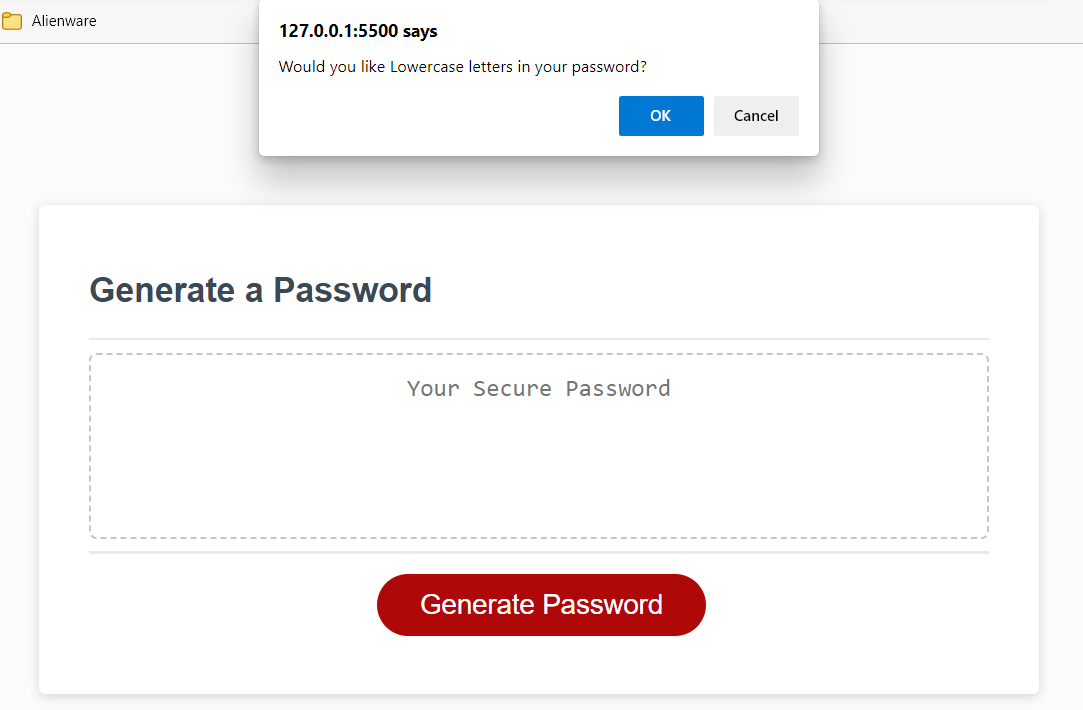 Alienware
127.0.0.1:5500 says
Would you like Lowercase letters in your password?
OK Cancel
Generate a Password
Your Secure Password
Generate Password